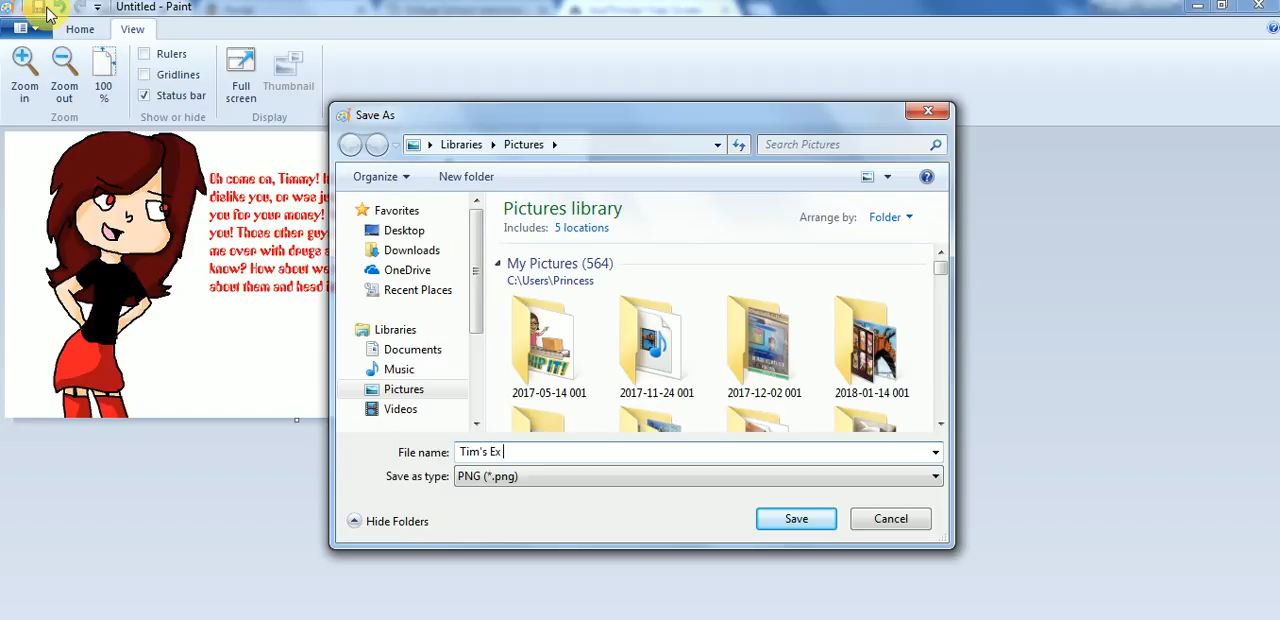 Untitled - Paint
Home View
Zoom in
Zoom out
100 %
Rulers
Gridlines
Status bar
Full screen
Thumbnail
Zoom
Show or hide
Display
Oh come on, Timmy!
dislike you, or was
you for your money!
you! Those other
me over with drugs
know? How about
about them and head
Save As
Libraries Pictures
Search Pictures
Organize New folder
Favorites
Desktop
Downloads
OneDrive
Recent Places
Libraries
Documents
Music
Pictures
Videos
Pictures library
Includes: 5 locations
Arrange by: Folder
My Pictures (564)
C:\Users\Princess
2017-05-14 001
2017-11-24 001
2017-12-02 001
2018-01-14 001
File name: Tim's Ex
Save as type: PNG (*.png)
Hide Folders
Save Cancel